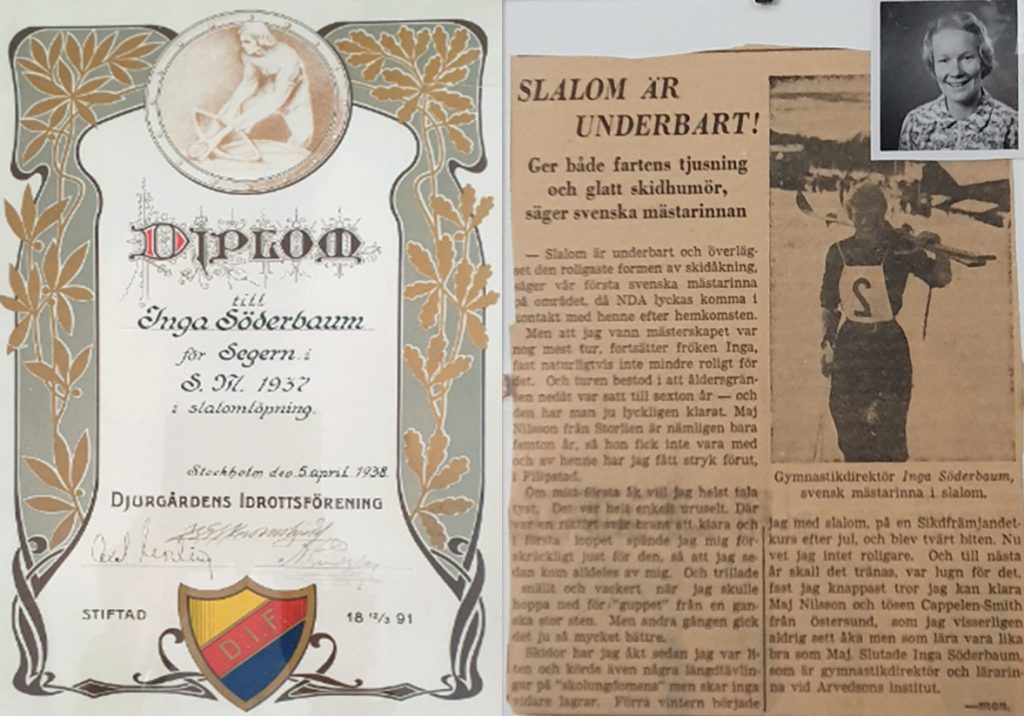 DIPLOM
till
Inga Söderbaum
för Segern i
S. M. 1937
i slalomlöpning.
Stockholm den 5 april 1938.
DJURGÅRDENS IDROTTSFÖRENING
STIFTAD
18 12/3 91
D.I.F.
SLALOM ÄR
UNDERBART!
Ger både fartens tjusning
och glatt skidhumör,
säger svenska mästarinnan
— Slalom är underbart och överläg-
set den roligaste formen av skidåkning,
säger vår första svenska mästarinna
på området, då NDA lyckas komma i
kontakt med henne efter hemkomsten.
Men att jag vann mästerskapet var
nog mest tur, fortsätter fröken Inga,
fast naturligtvis inte mindre roligt för
det. Och turen bestod i att åldersgrän-
sen nedåt var satt till sexton år — och
den har man ju lyckligen klarat. Maj
Nilsson från Storlien är nämligen bara
femton år, så hon fick inte vara med
och av henne har jag fått stryk förut,
i Filipstad.
Om mitt första åk vill jag helst tala
tyst. Det var helt enkelt uruselt. Där
var en riktigt svår brant att klara och
i första loppet spände jag mig för-
skräckligt just för den, så att jag se-
dan kom alldeles av mig. Och trillade
snällt och vackert när jag skulle
hoppa ned för "guppet" från en gan-
ska stor sten. Men andra gången gick
det ju så mycket bättre.
Skidor har jag åkt sedan jag var li-
ten och körde även några längdtävlin-
gar på "skolungdomens" men skar inga
vidare lagrar. Förra vintern började
2
Gymnastikdirektör Inga Söderbaum,
svensk mästarinna i slalom.
jag med slalom, på en Sikdfrämjandet-
kurs efter jul, och blev tvärt biten. Nu
vet jag intet roligare. Och till nästa
år skall det tränas, var lugn för det,
fast jag knappast tror jag kan klara
Maj Nilsson och tösen Cappelen-Smith
från Östersund, som jag visserligen
aldrig sett åka men som lära vara lika
bra som Maj. Slutade Inga Söderbaum,
som är gymnastikdirektör och lärarin-
na vid Arvedsons institut.
—man.